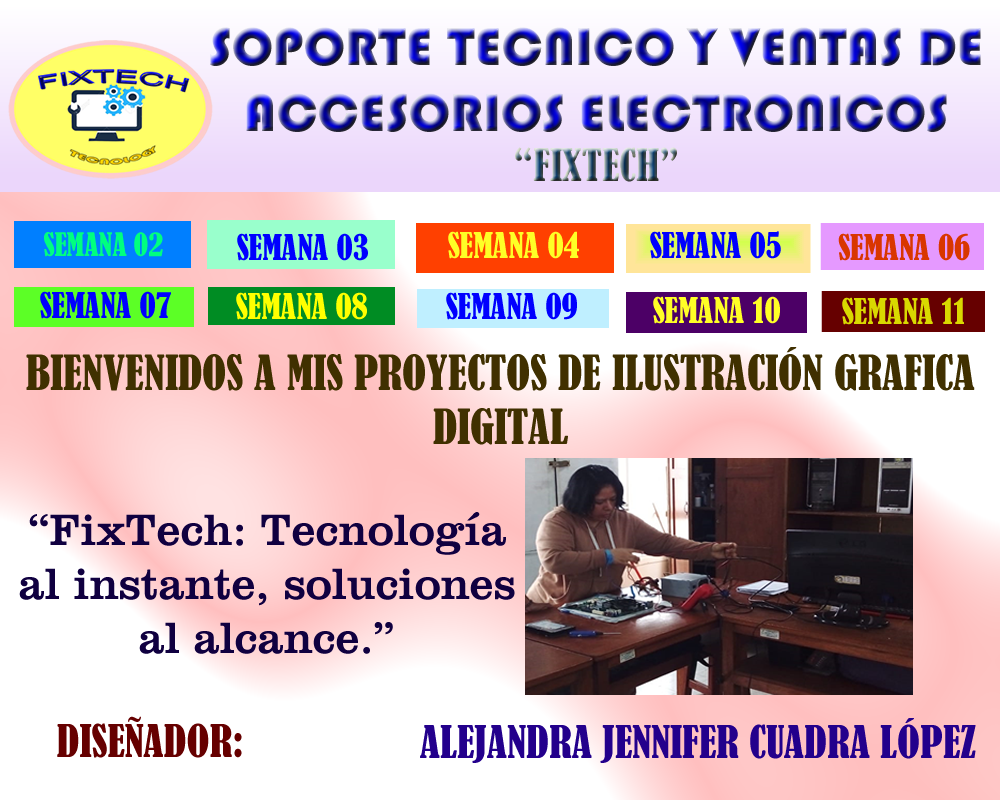 SOPORTE TECNICO Y VENTAS DE
ACCESORIOS ELECTRONICOS
“FIXTECH”
FIXTECH
TECNOLOGY
SEMANA 02
SEMANA 03
SEMANA 04
SEMANA 05
SEMANA 06
SEMANA 07
SEMANA 08
SEMANA 09
SEMANA 10
SEMANA 11
BIENVENIDOS A MIS PROYECTOS DE ILUSTRACIÓN GRAFICA
DIGITAL
“FixTech: Tecnología
al instante, soluciones
al alcance.”
DISEÑADOR:
ALEJANDRA JENNIFER CUADRA LÓPEZ